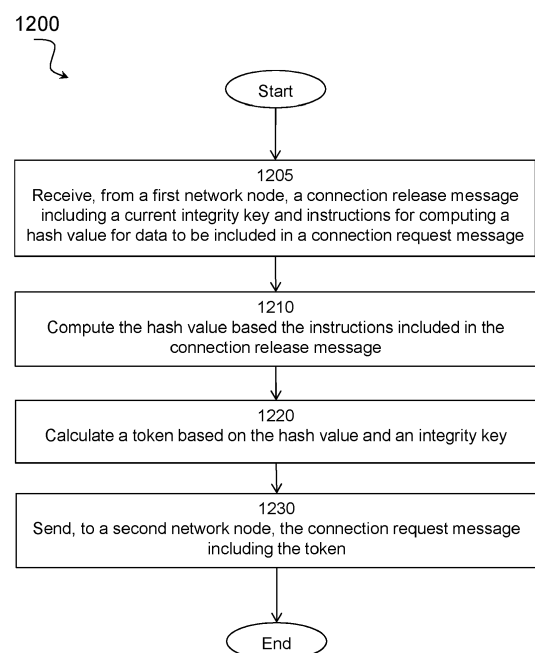 1200
Start
1205
Receive, from a first network node, a connection release message
including a current integrity key and instructions for computing a
hash value for data to be included in a connection request message
1210
Compute the hash value based the instructions included in the
connection release message
1220
Calculate a token based on the hash value and an integrity key
1230
Send, to a second network node, the connection request message
including the token
End